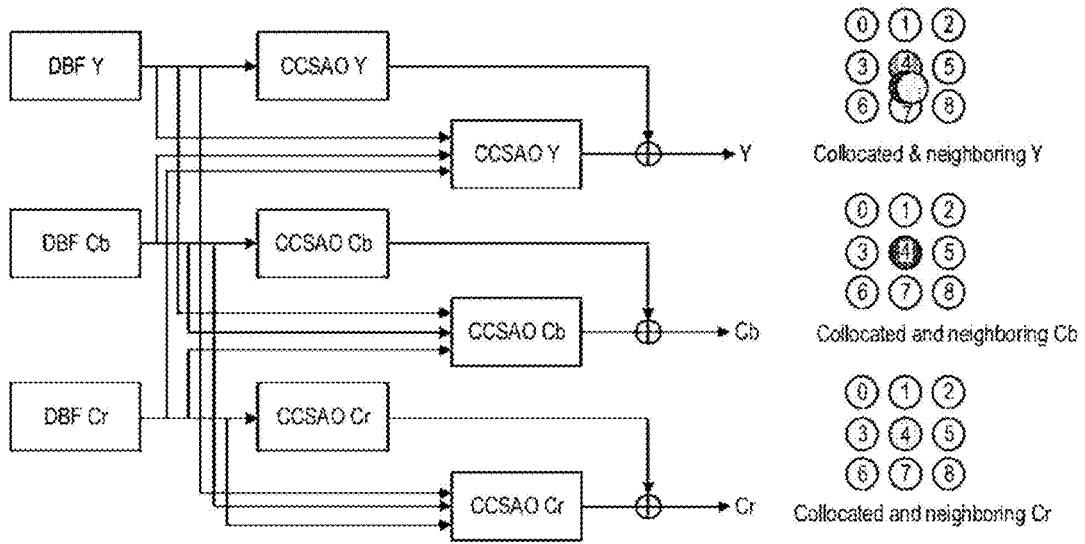 DBF Y
CCSAO Y
CCSAO Y
Y
DBF Cb
CCSAO Cb
CCSAO Cb
Cb
DBF Cr
CCSAO Cr
CCSAO Cr
Cr
0 1 2
3 4 5
6 7 8
Collocated & neighboring Y
0 1 2
3 4 5
6 7 8
Collocated and neighboring Cb
0 1 2
3 4 5
6 7 8
Collocated and neighboring Cr